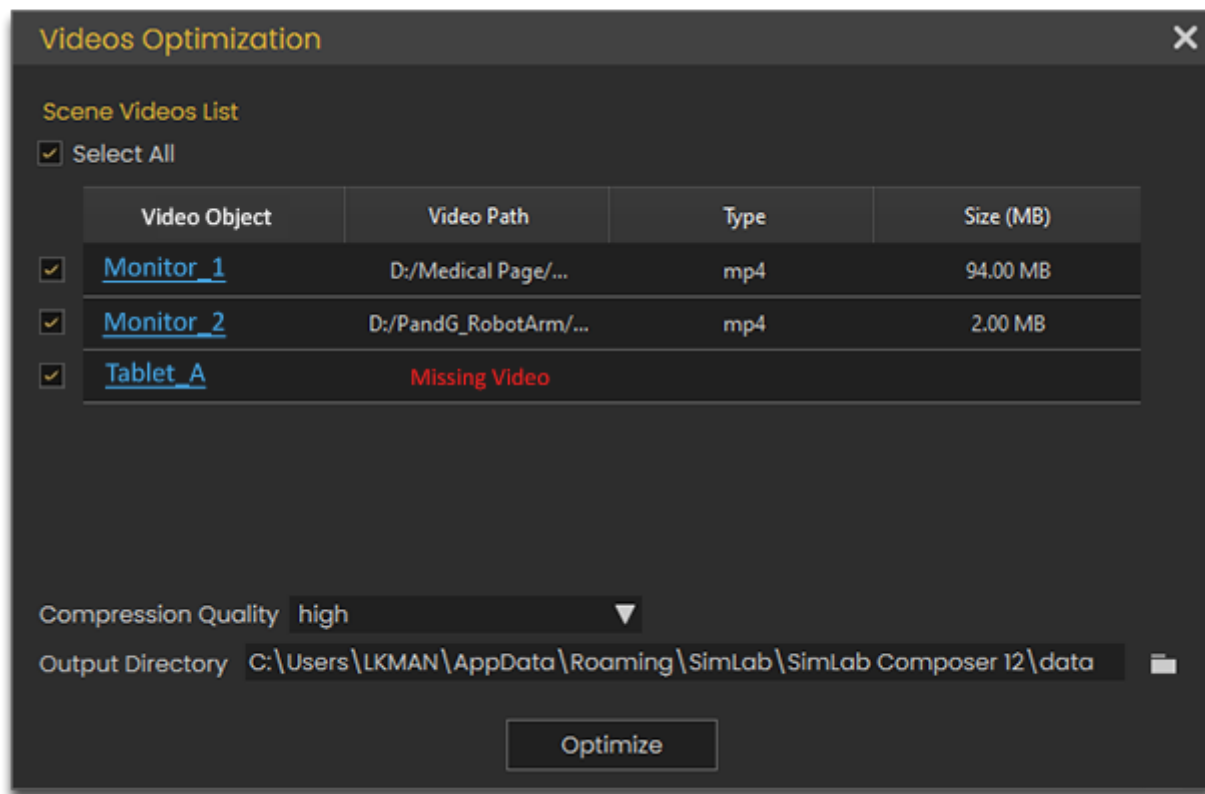 Videos Optimization
Scene Videos List
Select All
Video Object Video Path Type Size (MB)
Monitor_1 D:/Medical Page/... mp4 94.00 MB
Monitor_2 D:/PandG_RobotArm/... mp4 2.00 MB
Tablet_A Missing Video
Compression Quality high
Output Directory C:\Users\LKMAN\AppData\Roaming\SimLab\SimLab Composer 12\data
Optimize